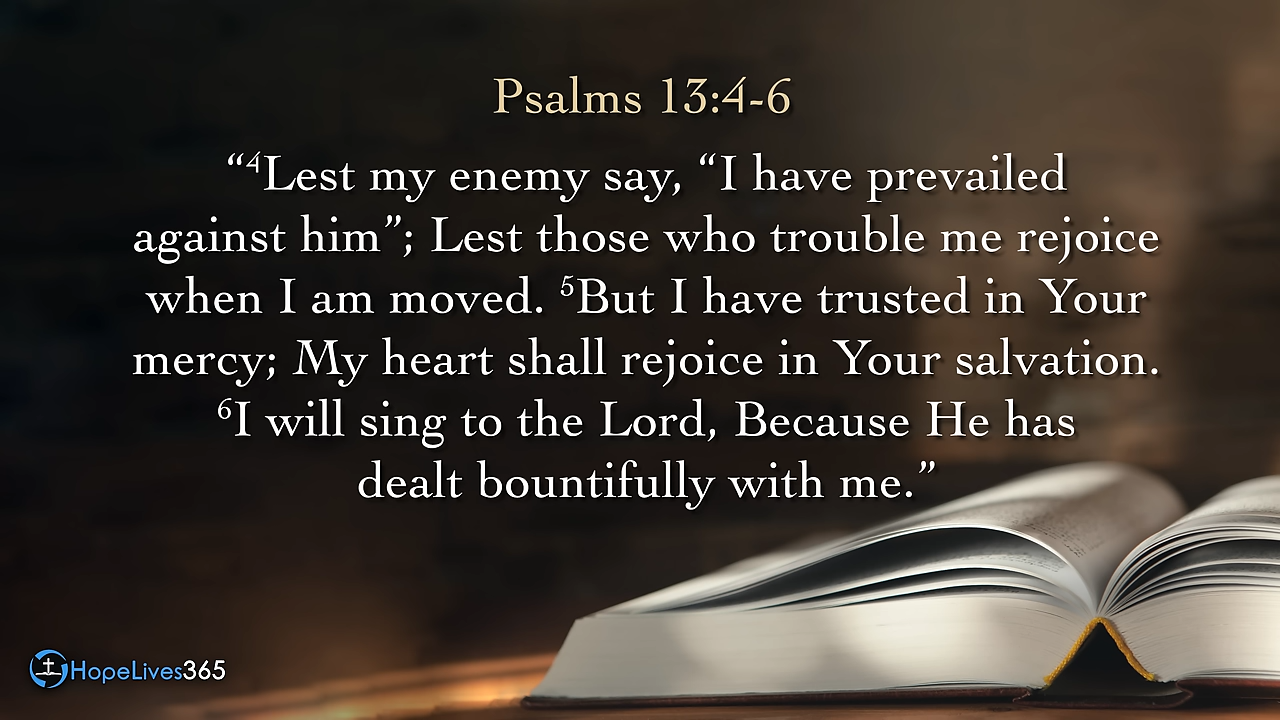 Psalms 13:4-6
“⁴Lest my enemy say, “I have prevailed
against him”; Lest those who trouble me rejoice
when I am moved. ⁵But I have trusted in Your
mercy; My heart shall rejoice in Your salvation.
⁶I will sing to the Lord, Because He has
dealt bountifully with me.”
HopeLives365